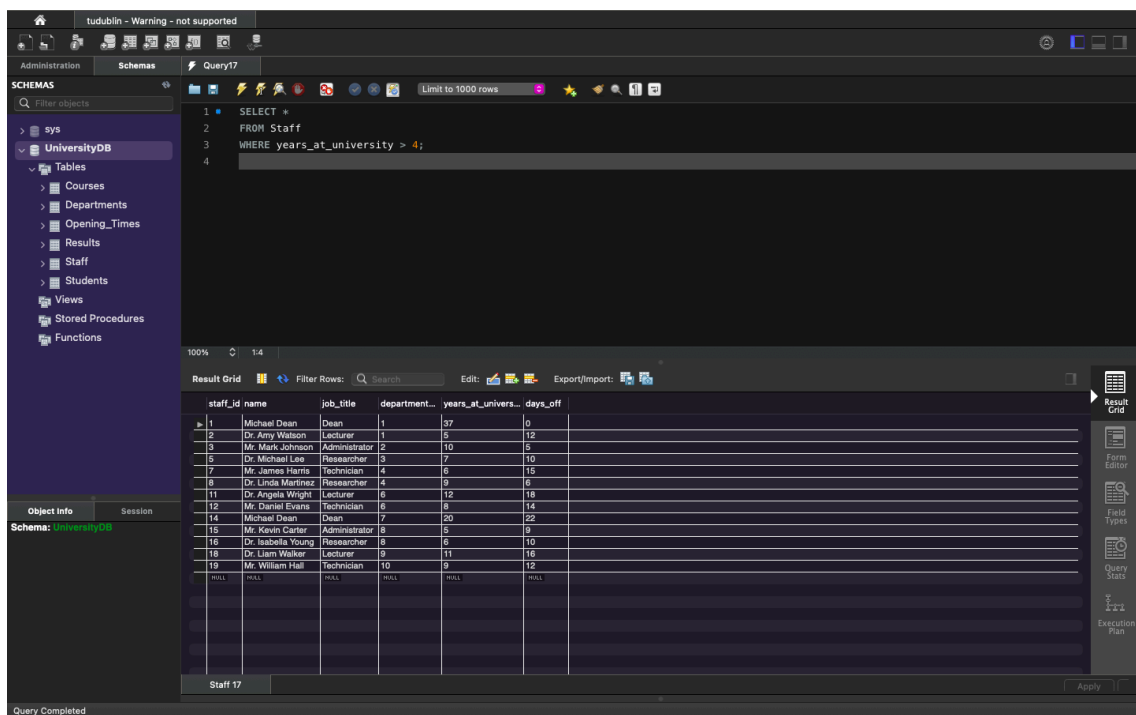 tudublin - Warning - not supported
Administration Schemas Query17
SCHEMAS
Filter objects
sys
UniversityDB
Tables
Courses
Departments
Opening_Times
Results
Staff
Students
Views
Stored Procedures
Functions
Object Info Session
Schema: UniversityDB
Limit to 1000 rows
1 SELECT *
2 FROM Staff
3 WHERE years_at_university > 4;
4
100% 1:4
Result Grid Filter Rows: Search Edit: Export/Import:
staff_id name job_title department... years_at_univers... days_off
1 Michael Dean Dean 1 37 0
2 Dr. Amy Watson Lecturer 1 5 12
3 Mr. Mark Johnson Administrator 2 10 5
5 Dr. Michael Lee Researcher 3 7 10
7 Mr. James Harris Technician 4 6 15
8 Dr. Linda Martinez Researcher 4 9 6
11 Dr. Angela Wright Lecturer 6 12 18
12 Mr. Daniel Evans Technician 6 8 14
14 Michael Dean Dean 7 20 22
15 Mr. Kevin Carter Administrator 8 5 9
16 Dr. Isabella Young Researcher 8 6 10
18 Dr. Liam Walker Lecturer 9 11 16
19 Mr. William Hall Technician 10 9 12
NULL NULL NULL NULL NULL NULL
Result
Grid
Form
Editor
Field
Types
Query
Stats
Execution
Plan
Staff 17
Apply
Query Completed